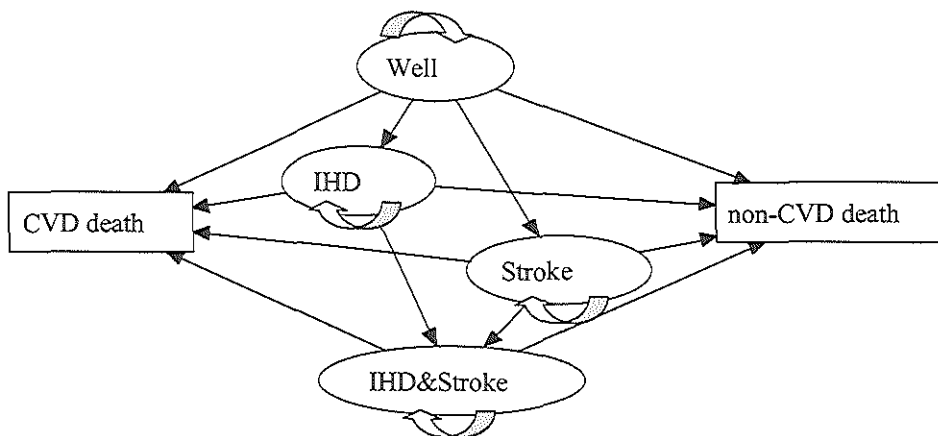 Well
IHD
CVD death
non-CVD death
Stroke
IHD&Stroke